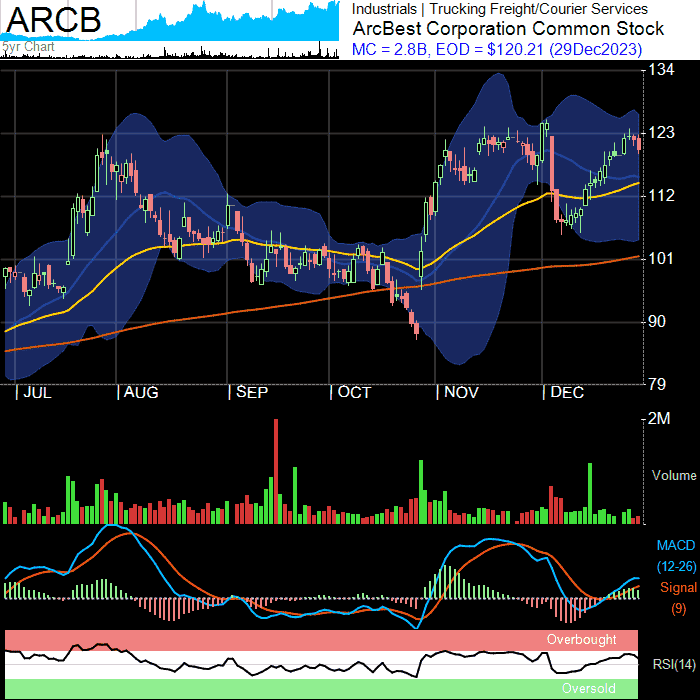 ARCB
5yr Chart
Industrials | Trucking Freight/Courier Services
ArcBest Corporation Common Stock
MC = 2.8B, EOD = $120.21 (29Dec2023)
134
123
112
101
90
79
| JUL | AUG | SEP | OCT | NOV | DEC
2M
Volume
MACD
(12-26)
Signal
(9)
Overbought
RSI(14)
Oversold